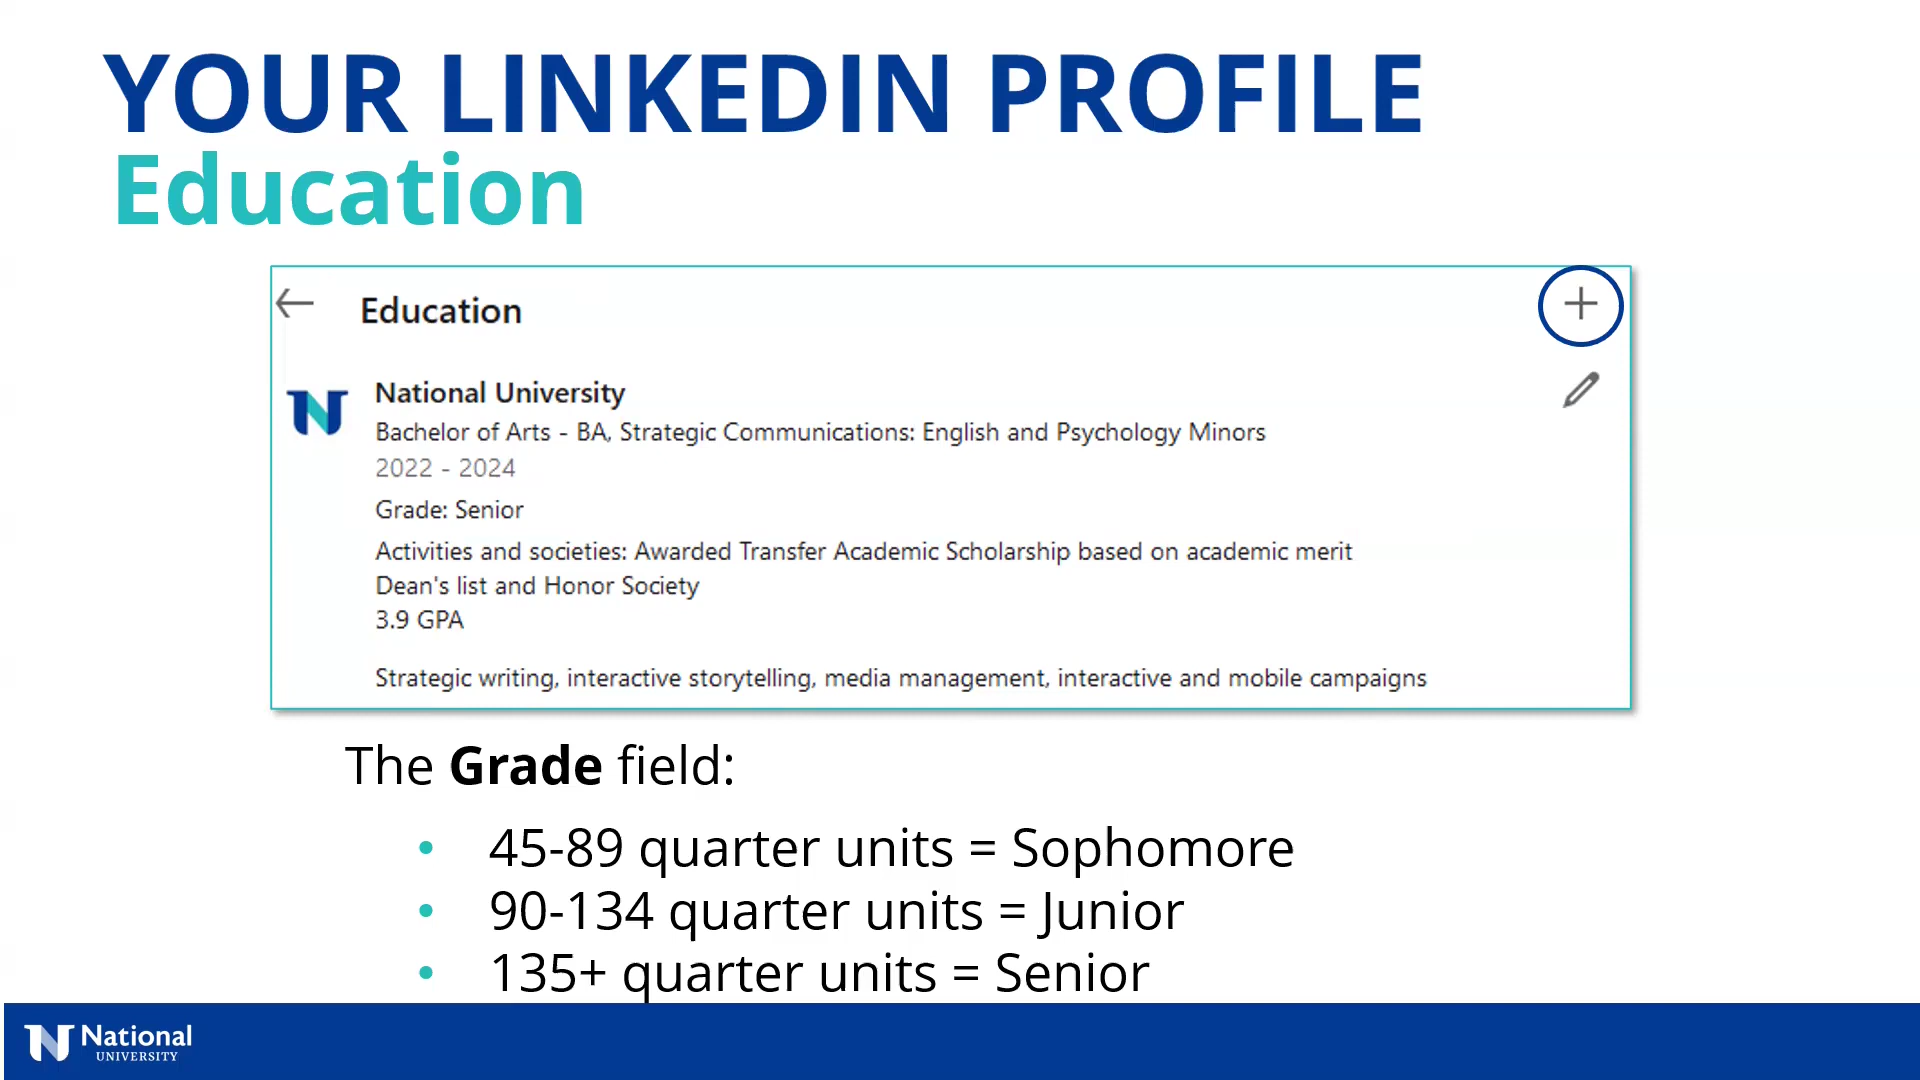 YOUR LINKEDIN PROFILE
Education
Education
National University
Bachelor of Arts - BA, Strategic Communications: English and Psychology Minors
2022 - 2024
Grade: Senior
Activities and societies: Awarded Transfer Academic Scholarship based on academic merit
Dean's list and Honor Society
3.9 GPA
Strategic writing, interactive storytelling, media management, interactive and mobile campaigns
The Grade field:
• 45-89 quarter units = Sophomore
• 90-134 quarter units = Junior
• 135+ quarter units = Senior
National
UNIVERSITY